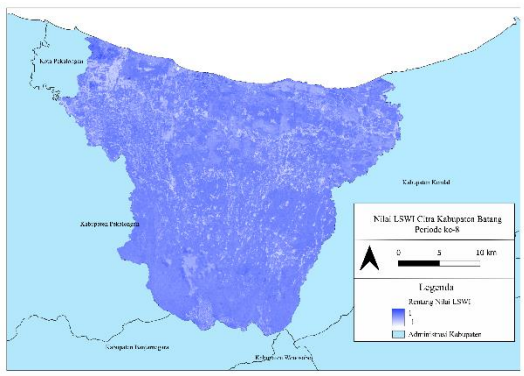 Kota Pekalongan
Kabupaten Kendal
Kabupaten Pekalongan
Kabupaten Banjarnegara
Kabupaten Wonosobo
Nilai LSWI Citra Kabupaten Batang
Periode ke-8
0 5 10 km
Legenda
Rentang Nilai LSWI
1
-1
Administrasi Kabupaten